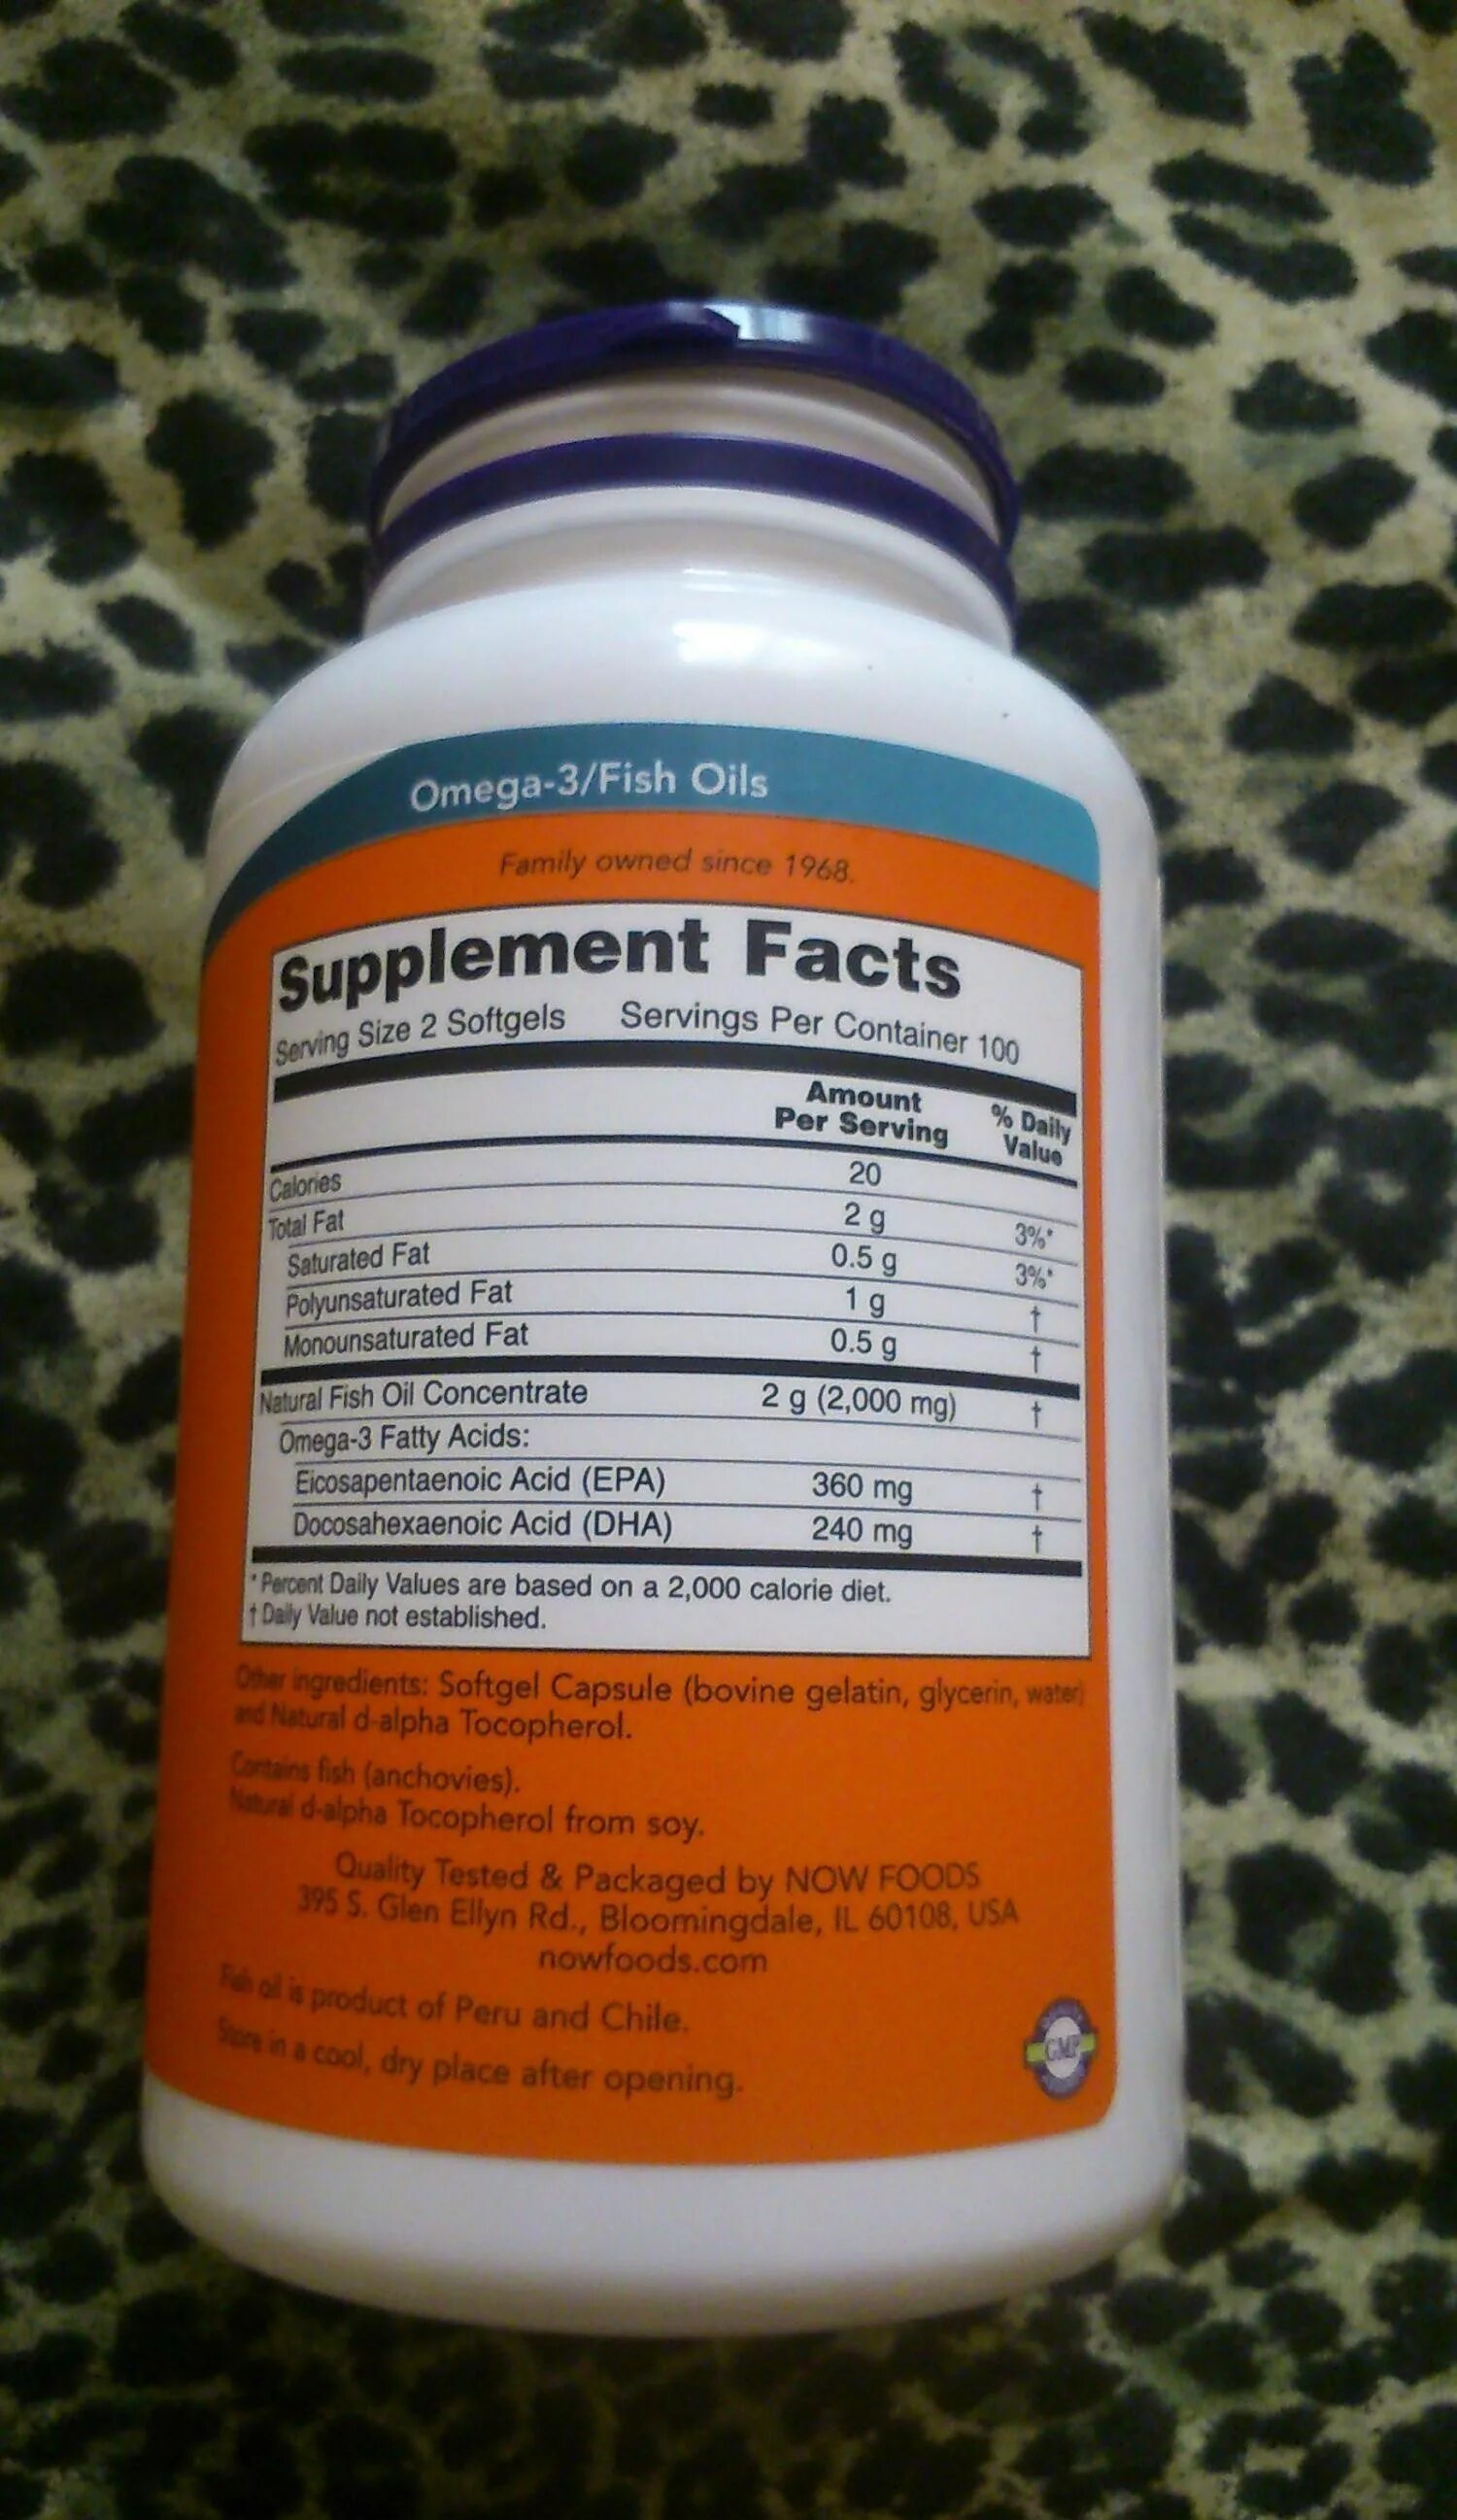 Omega-3/Fish Oils
Family owned since 1968.
Supplement Facts
Serving Size 2 Softgels Servings Per Container 100
Amount Per Serving % Daily Value
Calories 20
Total Fat 2 g 3%*
Saturated Fat 0.5 g 3%*
Polyunsaturated Fat 1 g †
Monounsaturated Fat 0.5 g †
Natural Fish Oil Concentrate 2 g (2,000 mg) †
Omega-3 Fatty Acids:
Eicosapentaenoic Acid (EPA) 360 mg †
Docosahexaenoic Acid (DHA) 240 mg †
* Percent Daily Values are based on a 2,000 calorie diet.
† Daily Value not established.
Other ingredients: Softgel Capsule (bovine gelatin, glycerin, water)
and Natural d-alpha Tocopherol.
Contains fish (anchovies).
Natural d-alpha Tocopherol from soy.
Quality Tested & Packaged by NOW FOODS
395 S. Glen Ellyn Rd., Bloomingdale, IL 60108, USA
nowfoods.com
Fish oil is product of Peru and Chile.
Store in a cool, dry place after opening.
GMP